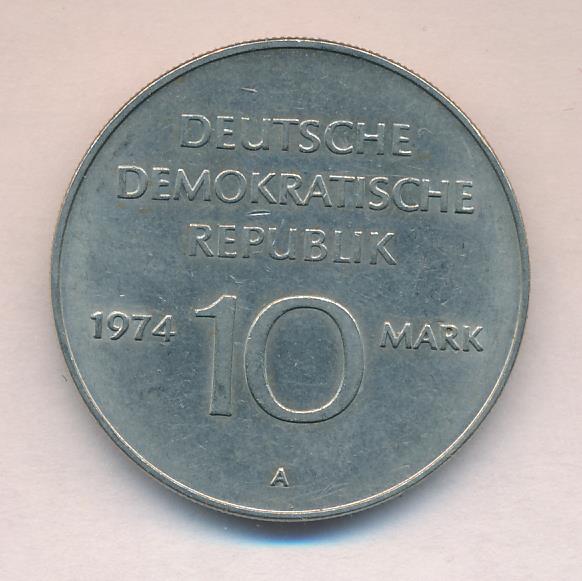 DEUTSCHE
DEMOKRATISCHE
REPUBLIK
1974 10 MARK
A